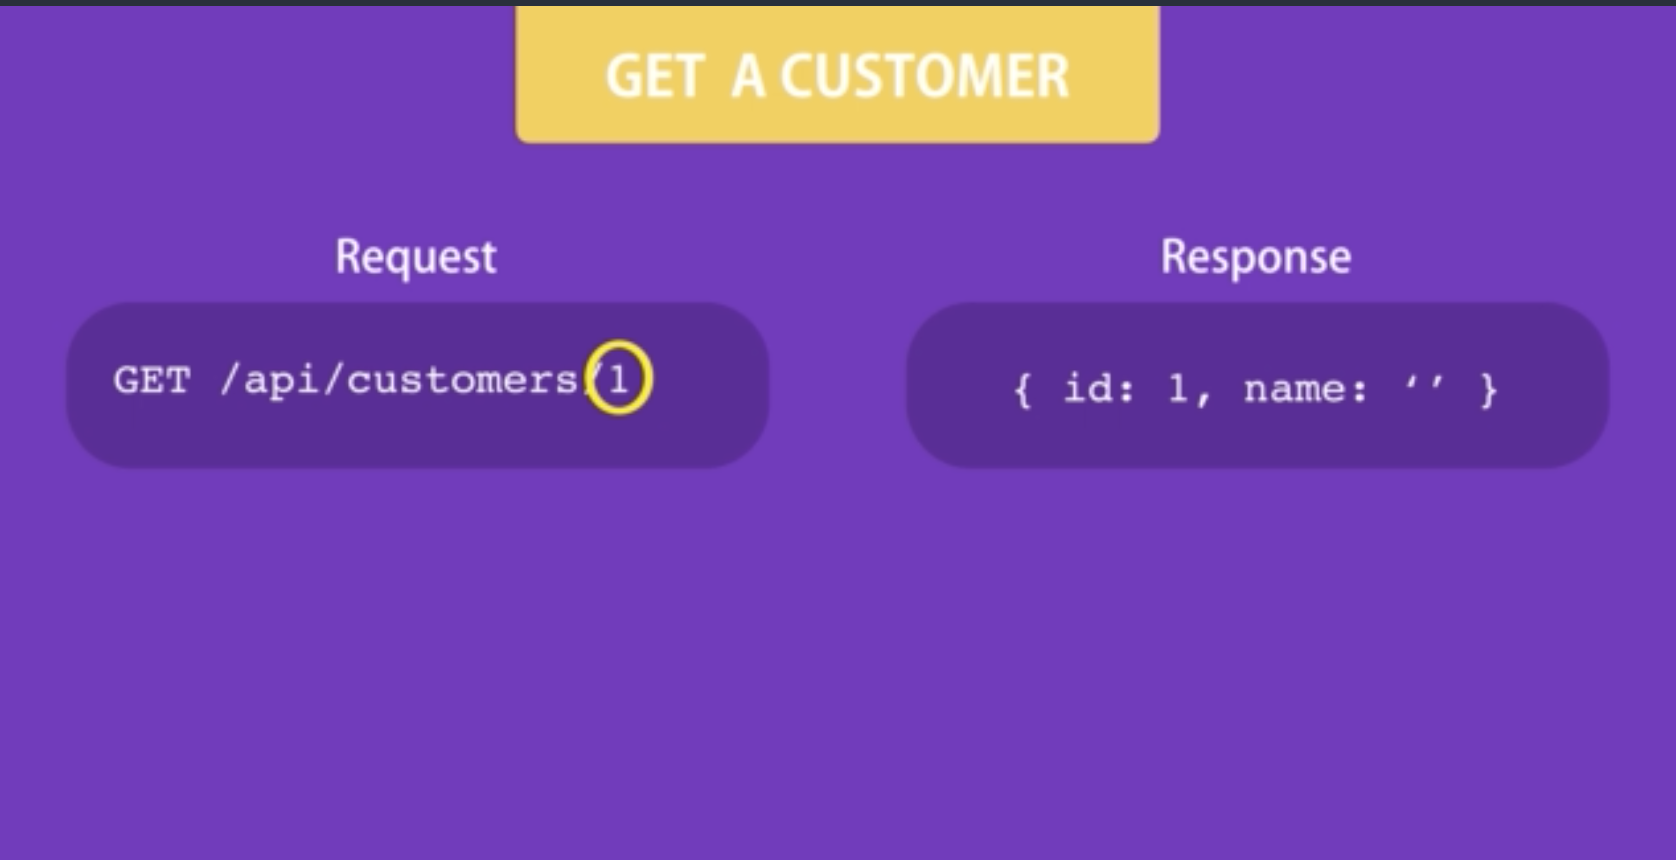 GET A CUSTOMER
Request
GET /api/customers/1
Response
{ id: 1, name: ‘’ }